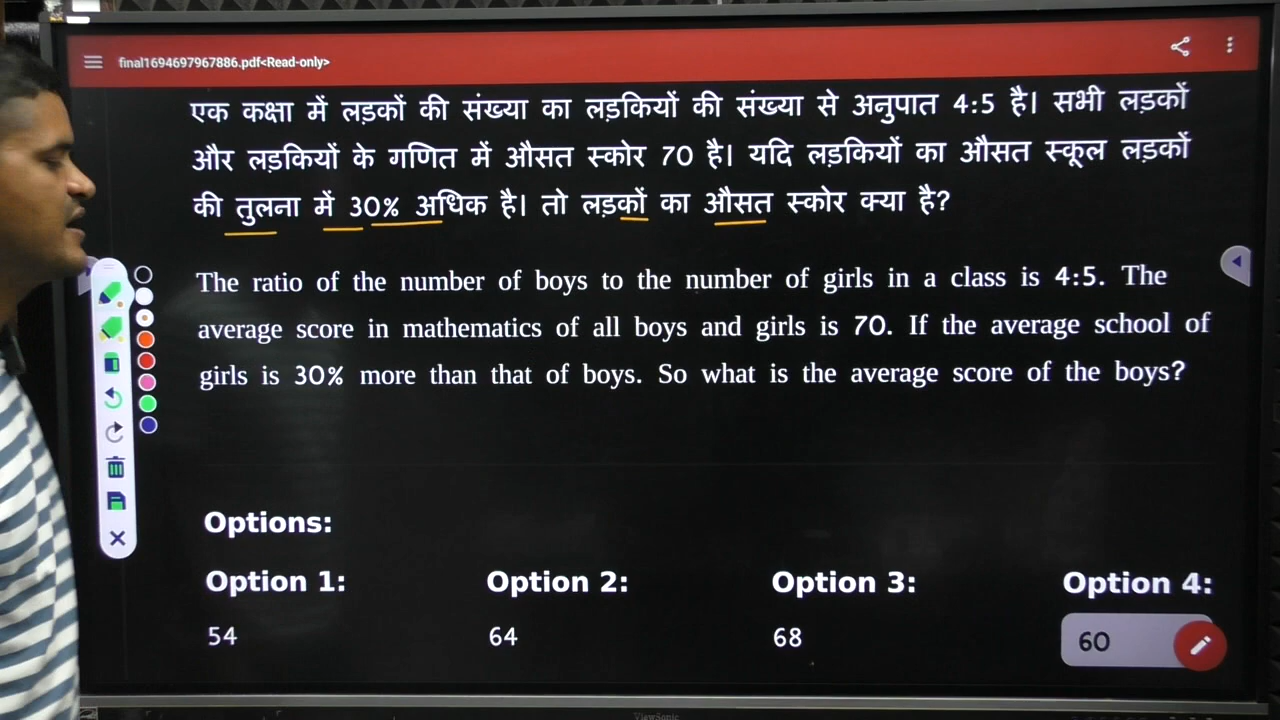 final1694697967886.pdf<Read-only>
एक कक्षा में लड़कों की संख्या का लड़कियों की संख्या से अनुपात 4:5 है। सभी लड़कों
और लड़कियों के गणित में औसत स्कोर 70 है। यदि लड़कियों का औसत स्कूल लड़कों
की तुलना में 30% अधिक है। तो लड़कों का औसत स्कोर क्या है?
The ratio of the number of boys to the number of girls in a class is 4:5. The
average score in mathematics of all boys and girls is 70. If the average school of
girls is 30% more than that of boys. So what is the average score of the boys?
Options:
Option 1: Option 2: Option 3: Option 4:
54 64 68 60
ViewSonic